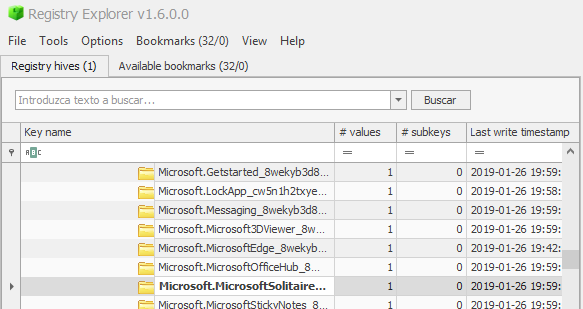 Registry Explorer v1.6.0.0
File Tools Options Bookmarks (32/0) View Help
Registry hives (1) Available bookmarks (32/0)
Introduzca texto a buscar... Buscar
Key name # values # subkeys Last write timestamp
ABC = = =
Microsoft.Getstarted_8wekyb3d8... 1 0 2019-01-26 19:59:
Microsoft.LockApp_cw5n1h2txye... 1 0 2019-01-26 19:58:
Microsoft.Messaging_8wekyb3d8... 1 0 2019-01-26 19:59:
Microsoft.Microsoft3DViewer_8w... 1 0 2019-01-26 19:59:
Microsoft.MicrosoftEdge_8wekyb... 1 0 2019-01-26 19:42:
Microsoft.MicrosoftOfficeHub_8... 1 0 2019-01-26 19:59:
Microsoft.MicrosoftSolitaire... 1 0 2019-01-26 19:59:
Microsoft.MicrosoftStickyNotes_8... 1 0 2019-01-26 19:59: